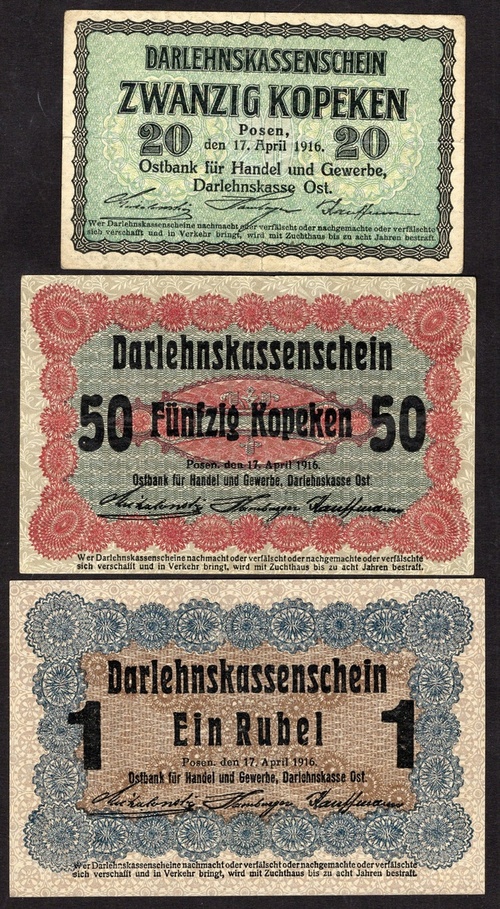 DARLEHNSKASSENSCHEIN
ZWANZIG KOPEKEN
20 Posen, 20
den 17. April 1916.
Ostbank für Handel und Gewerbe,
Darlehnskasse Ost.
Wer Darlehnskassenscheine nachmacht oder verfälscht oder nachgemachte oder verfälschte
sich verschafft und in Verkehr bringt, wird mit Zuchthaus bis zu acht Jahren bestraft.
Darlehnskassenschein
50 Fünfzig Kopeken 50
Posen, den 17. April 1916.
Ostbank für Handel und Gewerbe, Darlehnskasse Ost
Hamburger Kauffmann
Wer Darlehnskassenscheine nachmacht oder verfälscht oder nachgemachte oder verfälschte
sich verschafft und in Verkehr bringt, wird mit Zuchthaus bis zu acht Jahren bestraft.
Darlehnskassenschein
1 Ein Rubel 1
Posen, den 17. April 1916.
Ostbank für Handel und Gewerbe, Darlehnskasse Ost.
Hamburger Kauffmann
Wer Darlehnskassenscheine nachmacht oder verfälscht oder nachgemachte oder verfälschte
sich verschafft und in Verkehr bringt, wird mit Zuchthaus bis zu acht Jahren bestraft.